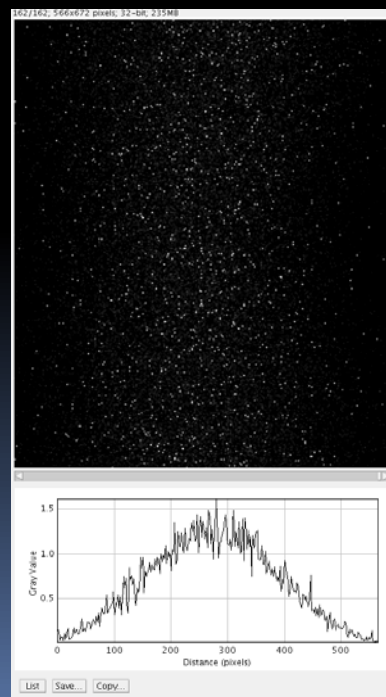 162/162; 566x672 pixels; 32-bit; 235MB
1.5
1.0
0.5
Gray Value
0
100
200
300
400
500
Distance (pixels)
List
Save...
Copy...